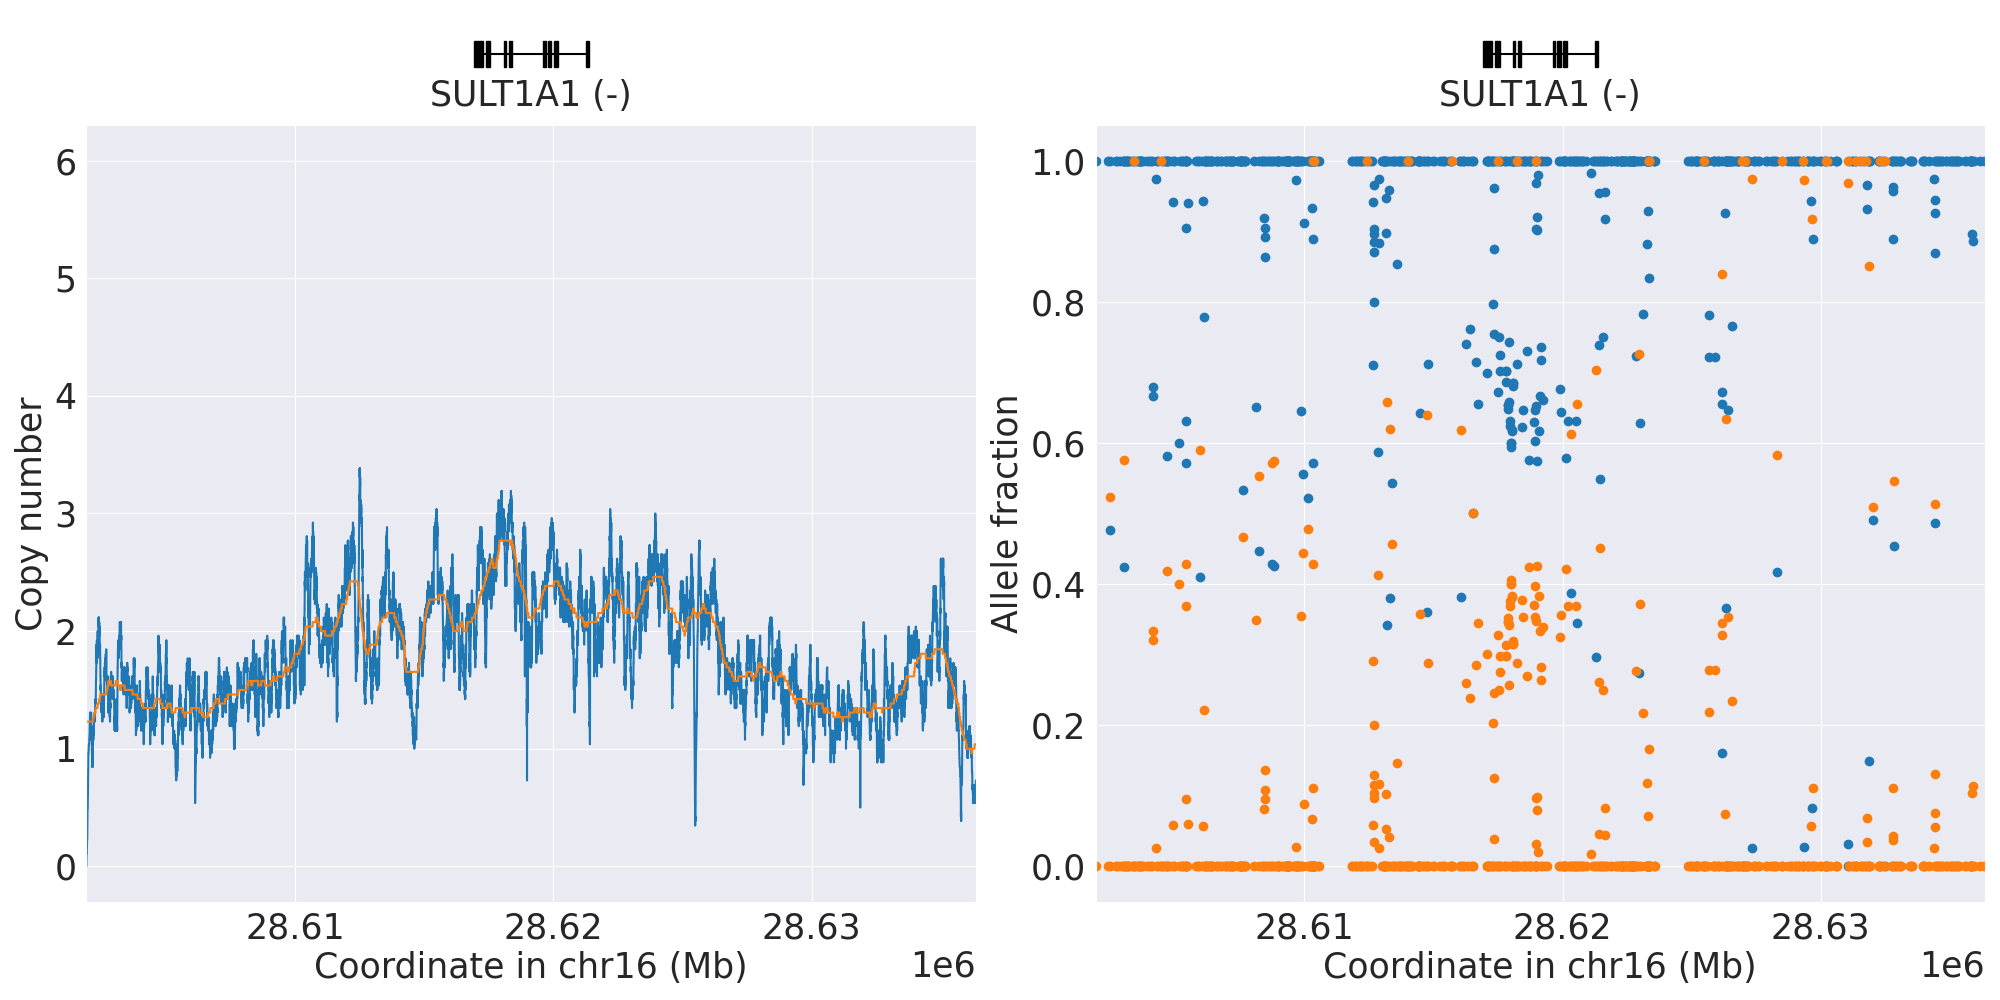 SULT1A1 (-)
6
5
4
3
2
1
0
Copy number
28.61
28.62
28.63
Coordinate in chr16 (Mb)
1e6
SULT1A1 (-)
1.0
0.8
0.6
0.4
0.2
0.0
Allele fraction
28.61
28.62
28.63
Coordinate in chr16 (Mb)
1e6